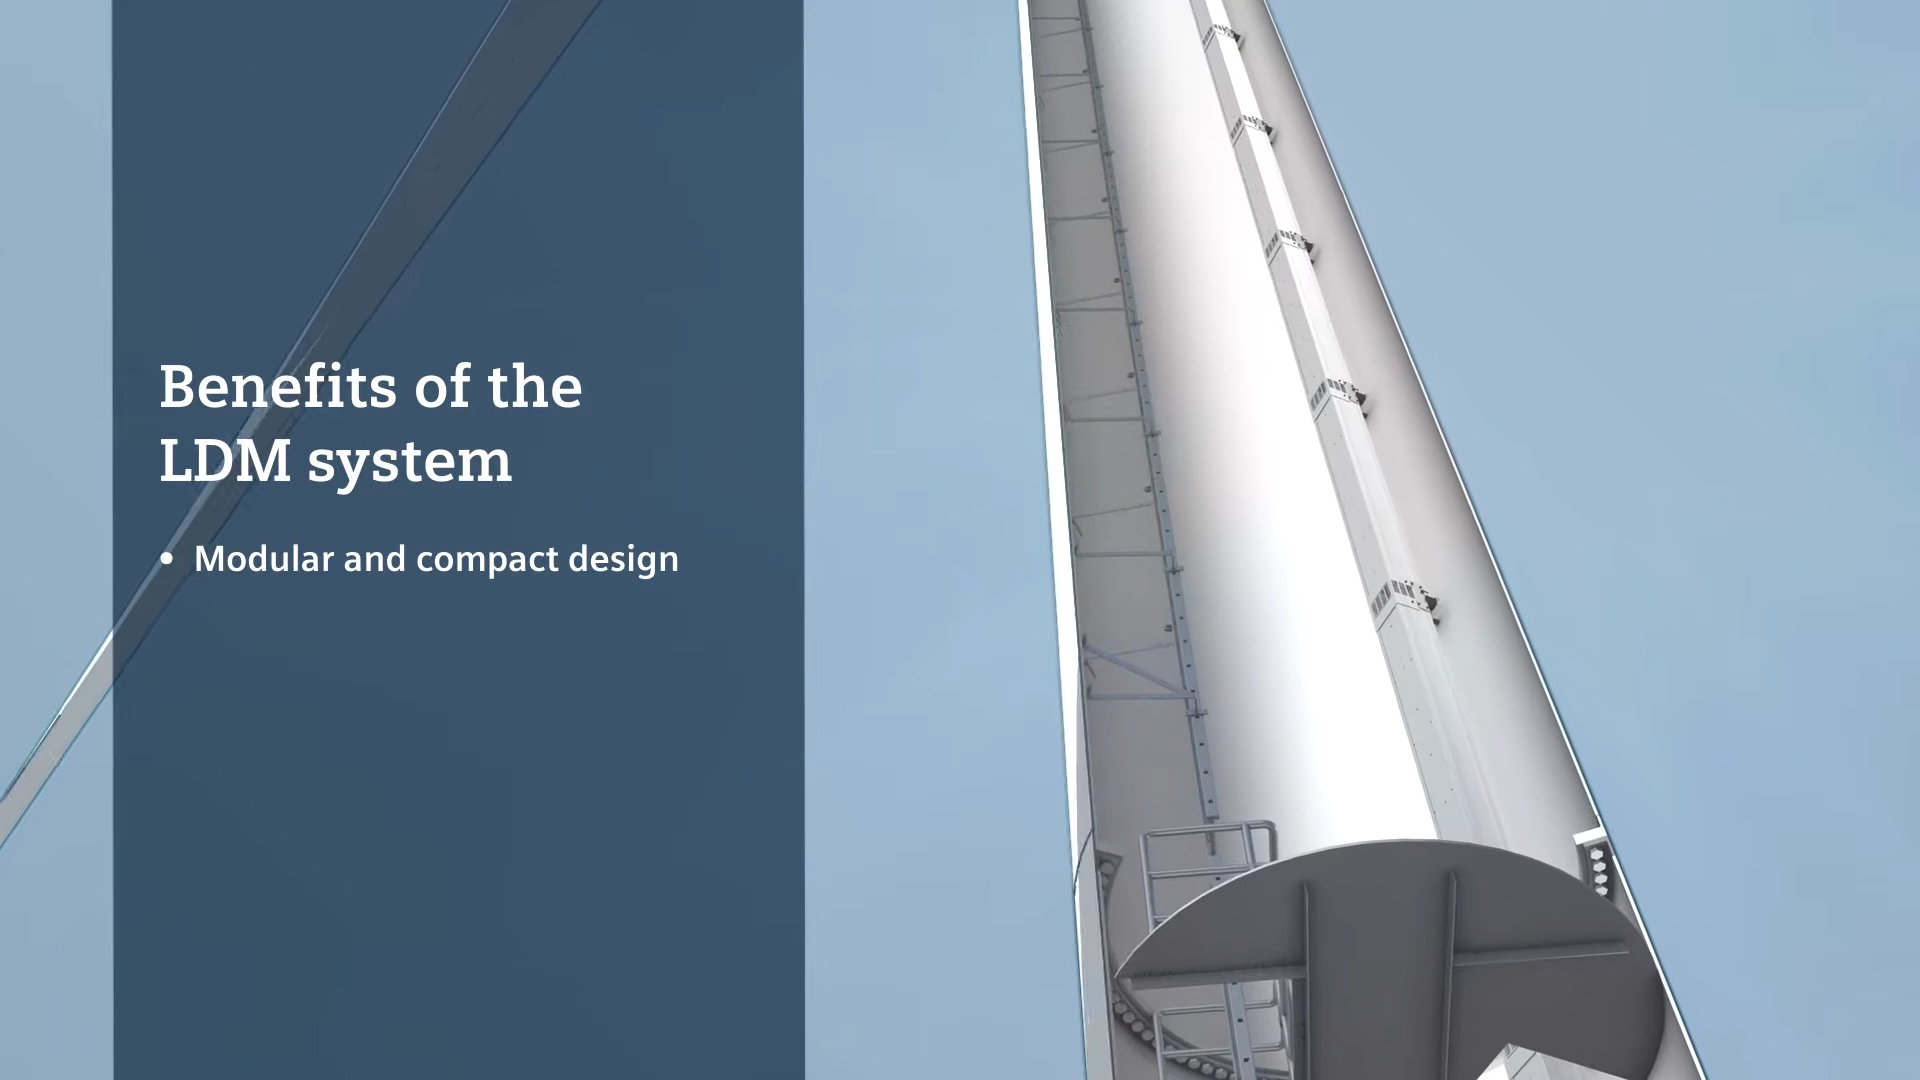 Benefits of the
LDM system
• Modular and compact design